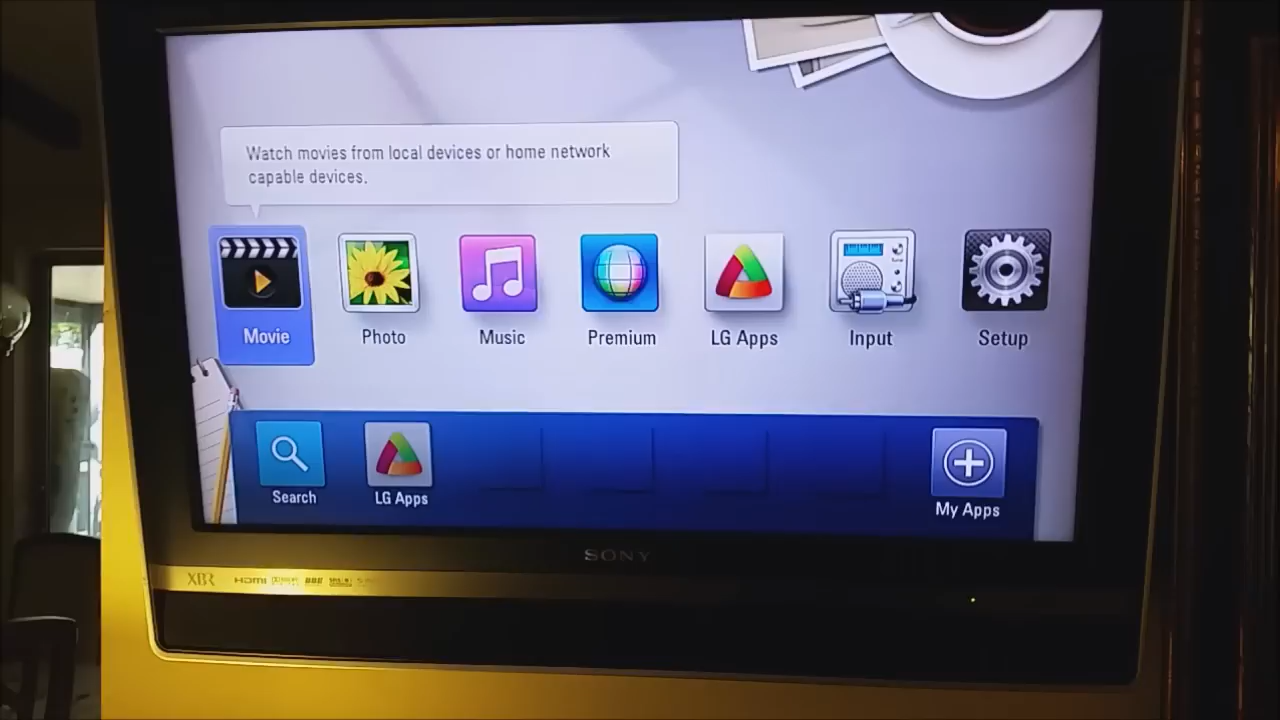 Watch movies from local devices or home network
capable devices.
Movie
Photo
Music
Premium
LG Apps
Input
Setup
Search
LG Apps
My Apps
SONY
XBR HDMI